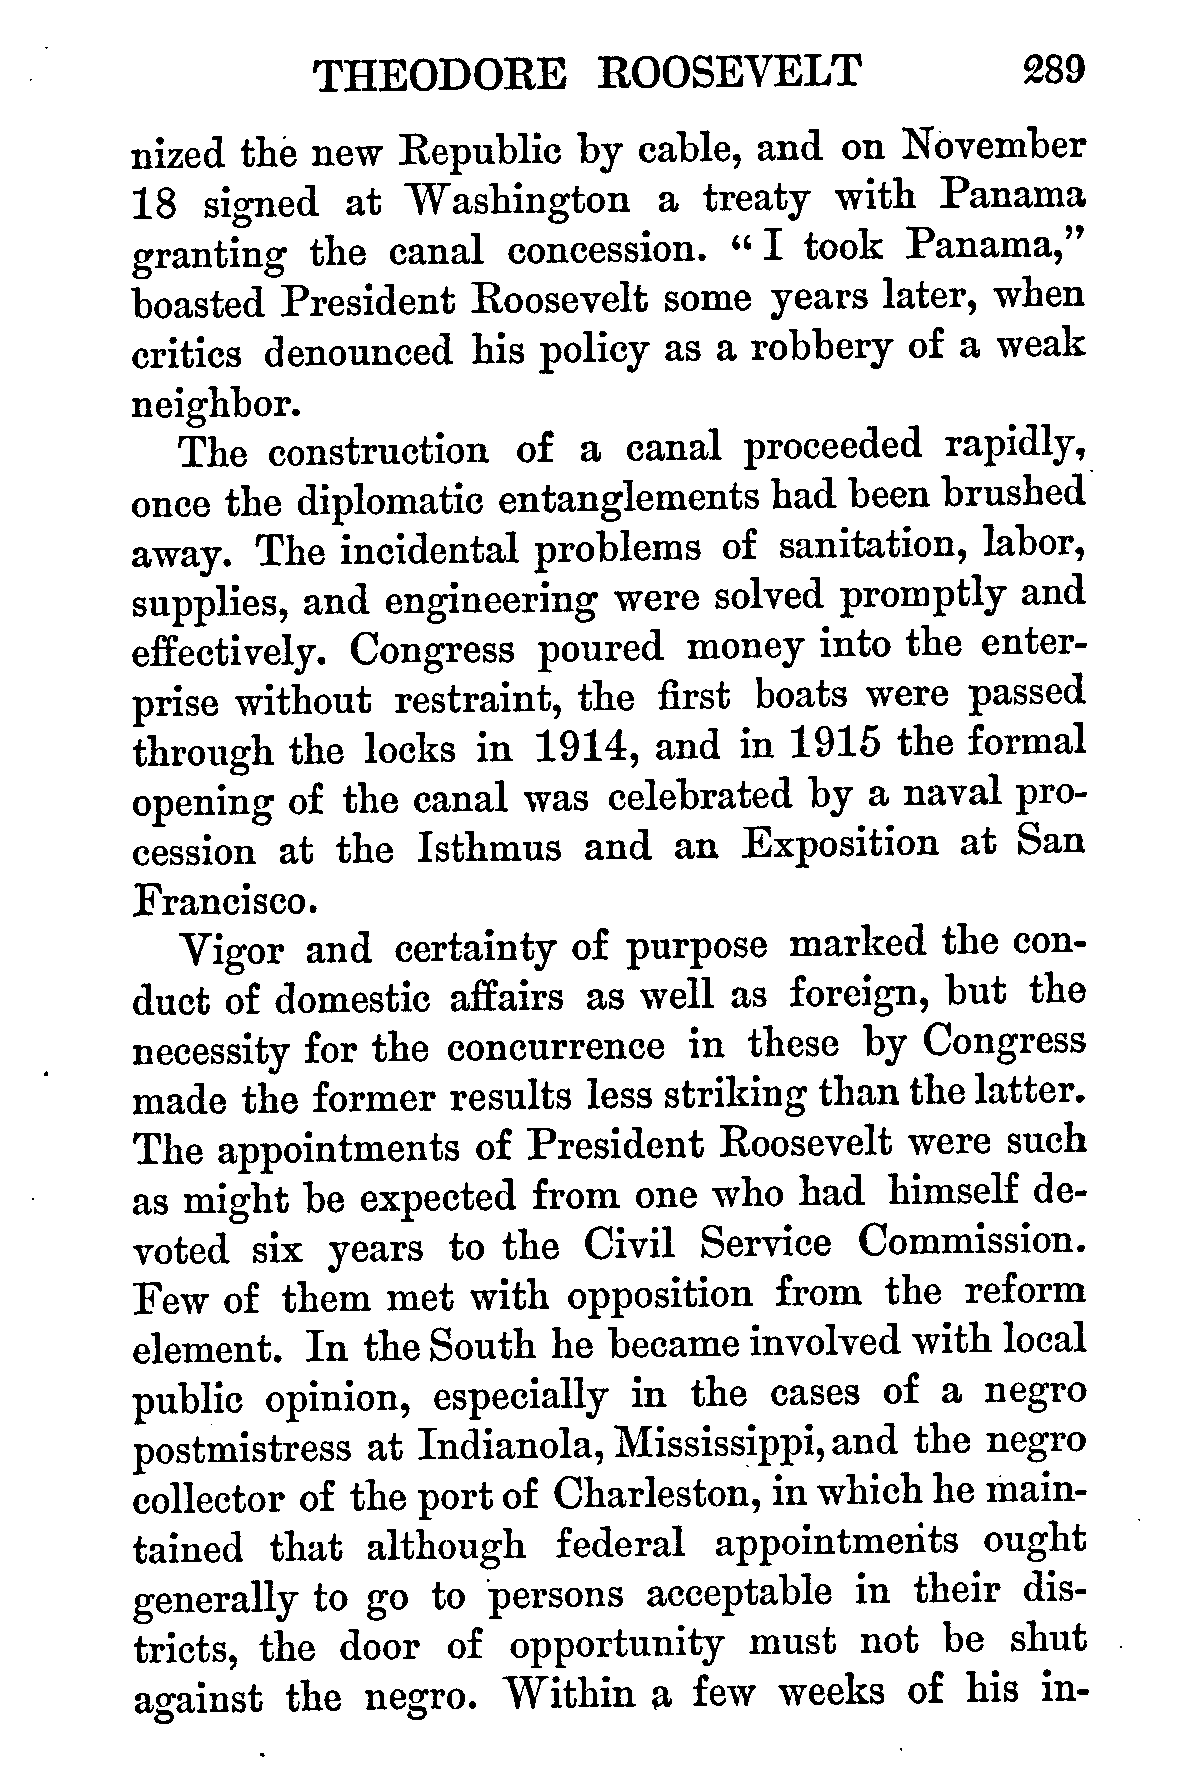 THEODORE ROOSEVELT 289
nized the new Republic by cable, and on November
18 signed at Washington a treaty with Panama
granting the canal concession. “I took Panama,”
boasted President Roosevelt some years later, when
critics denounced his policy as a robbery of a weak
neighbor.
The construction of a canal proceeded rapidly,
once the diplomatic entanglements had been brushed
away. The incidental problems of sanitation, labor,
supplies, and engineering were solved promptly and
effectively. Congress poured money into the enter-
prise without restraint, the first boats were passed
through the locks in 1914, and in 1915 the formal
opening of the canal was celebrated by a naval pro-
cession at the Isthmus and an Exposition at San
Francisco.
Vigor and certainty of purpose marked the con-
duct of domestic affairs as well as foreign, but the
necessity for the concurrence in these by Congress
made the former results less striking than the latter.
The appointments of President Roosevelt were such
as might be expected from one who had himself de-
voted six years to the Civil Service Commission.
Few of them met with opposition from the reform
element. In the South he became involved with local
public opinion, especially in the cases of a negro
postmistress at Indianola, Mississippi, and the negro
collector of the port of Charleston, in which he main-
tained that although federal appointments ought
generally to go to persons acceptable in their dis-
tricts, the door of opportunity must not be shut
against the negro. Within a few weeks of his in-